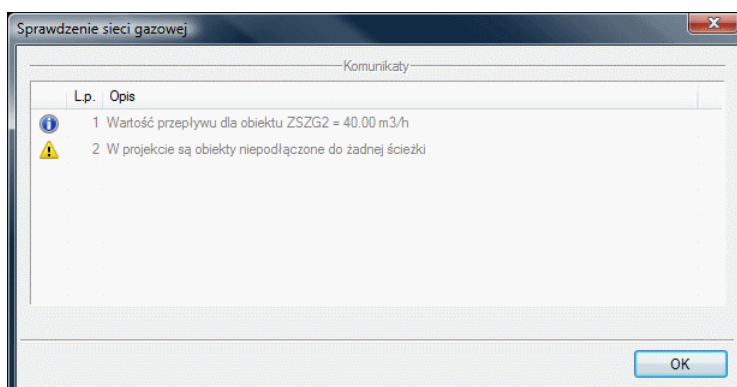 Sprawdzenie sieci gazowej
Komunikaty
L.p. Opis
1 Wartość przepływu dla obiektu ZSZG2 = 40.00 m3/h
2 W projekcie są obiekty niepodłączone do żadnej ścieżki
OK